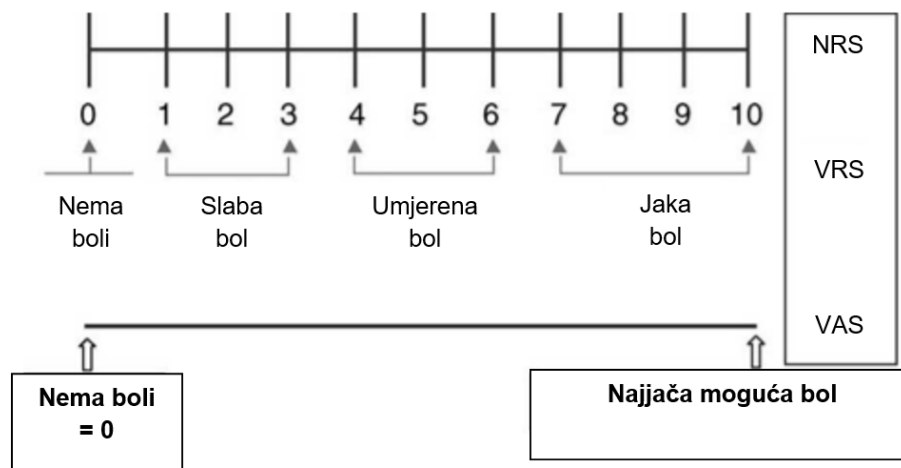 NRS
0 1 2 3 4 5 6 7 8 9 10
VRS
Nema
boli
Slaba
bol
Umjerena
bol
Jaka
bol
VAS
Nema boli
= 0
Najjača moguća bol